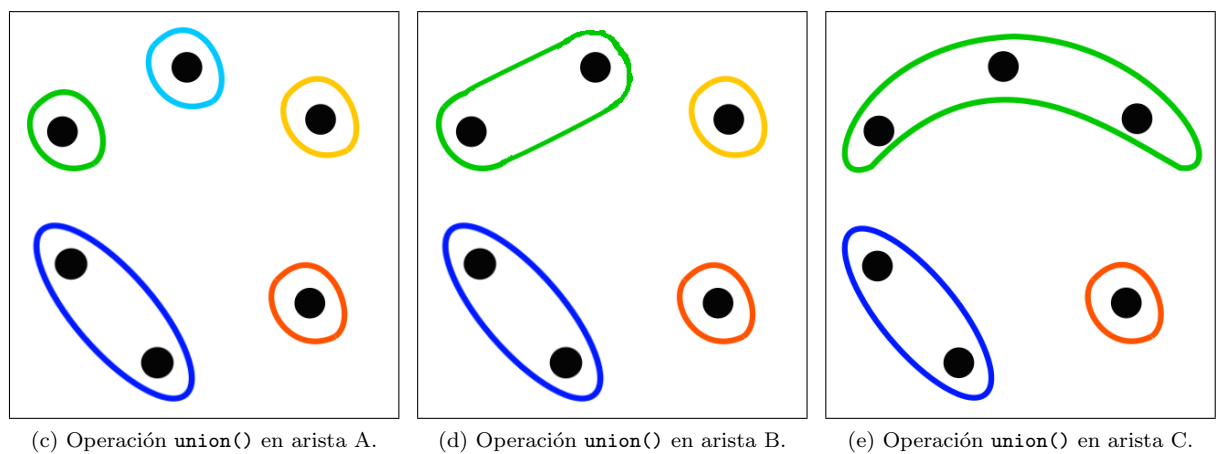 (c) Operación union() en arista A.
(d) Operación union() en arista B.
(e) Operación union() en arista C.